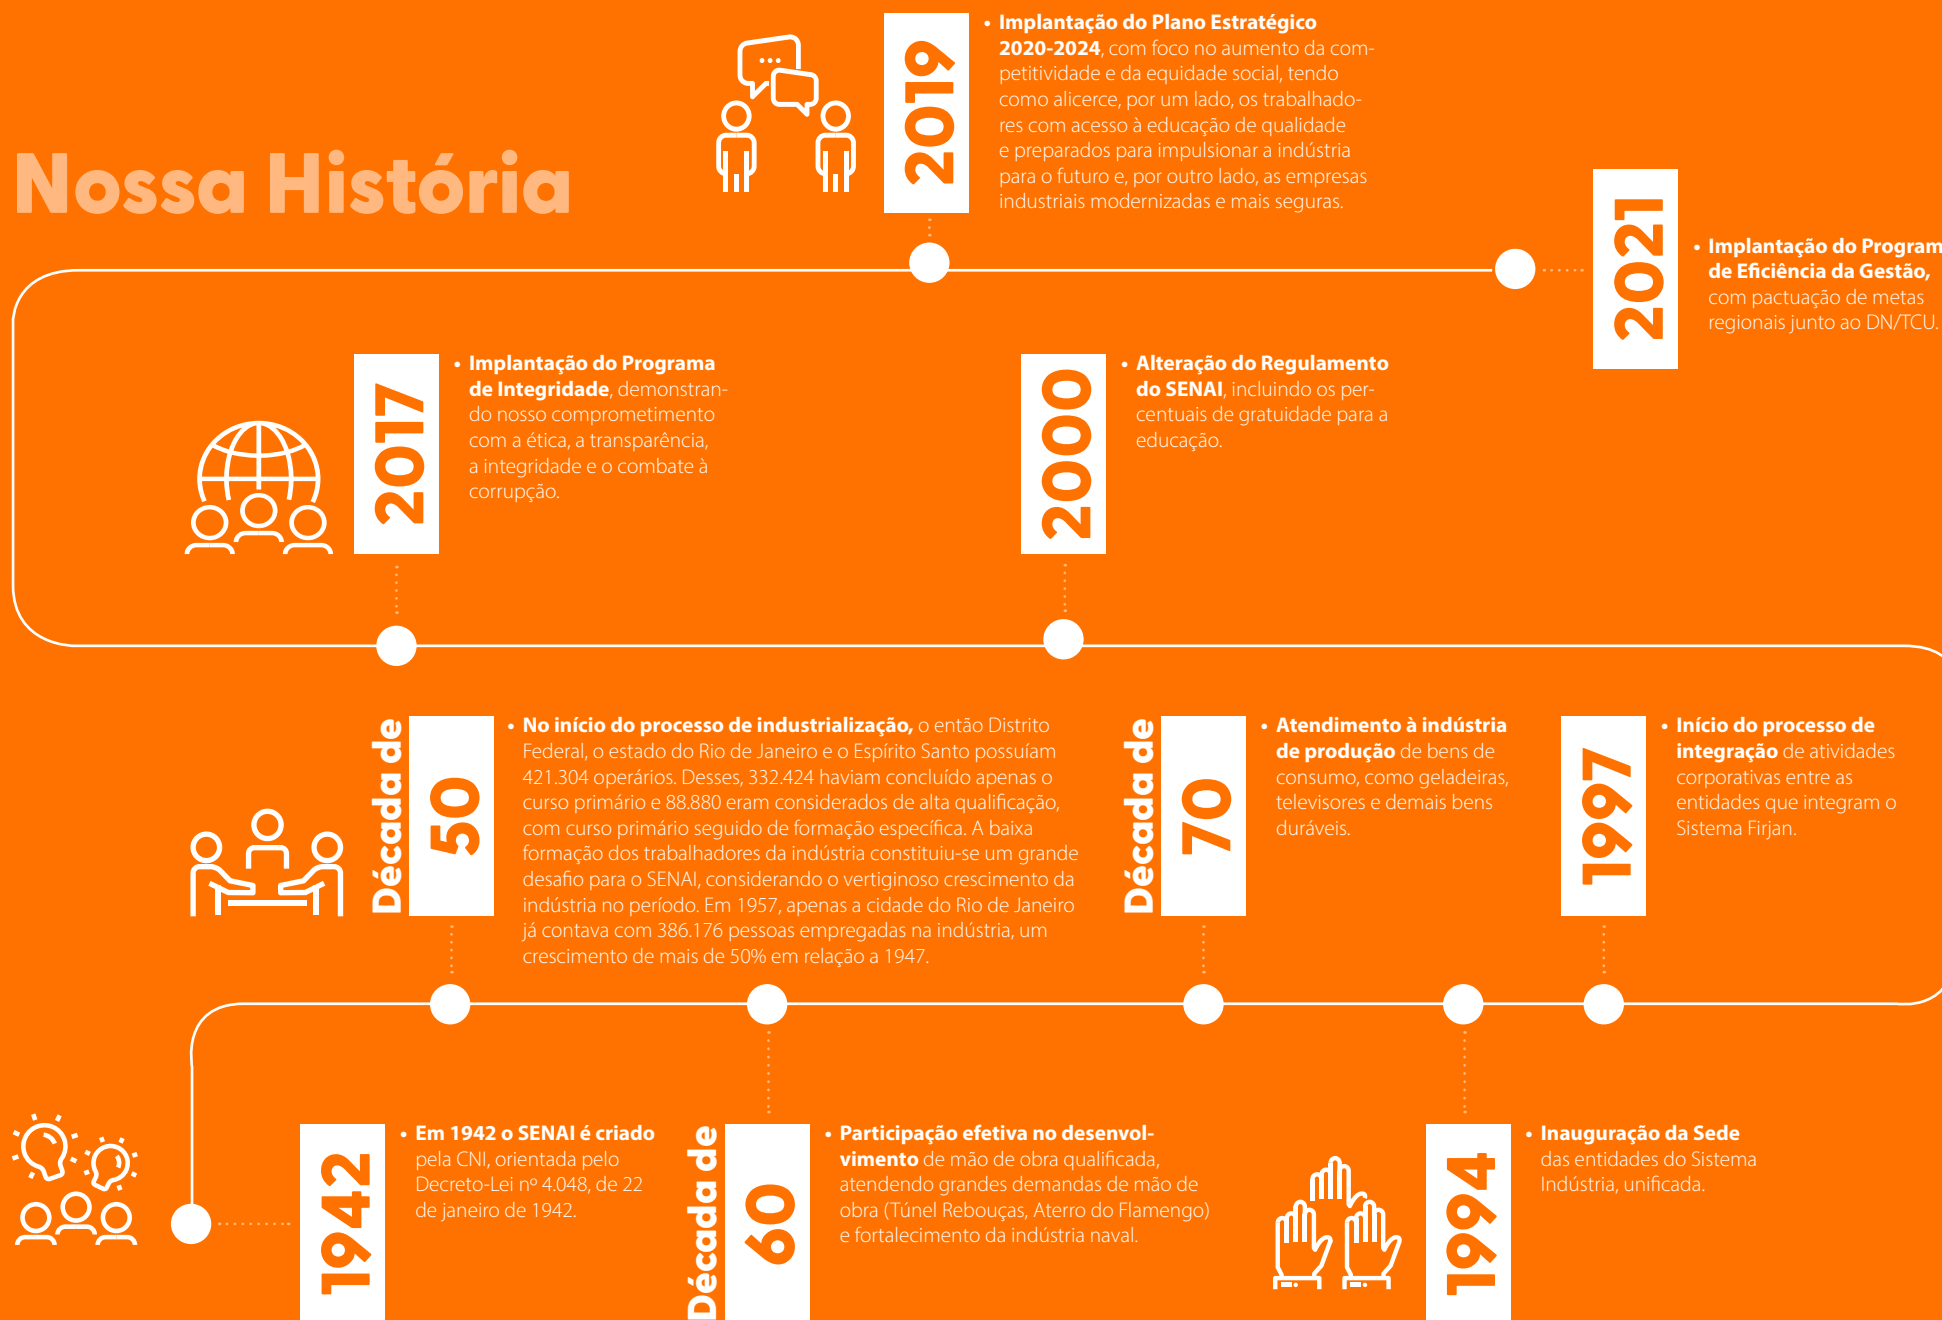 Nossa História
2019
• Implantação do Plano Estratégico
2020-2024, com foco no aumento da com-
petitividade e da equidade social, tendo
como alicerce, por um lado, os trabalhado-
res com acesso à educação de qualidade
e preparados para impulsionar a indústria
para o futuro e, por outro lado, as empresas
industriais modernizadas e mais seguras.
2021
• Implantação do Program
de Eficiência da Gestão,
com pactuação de metas
regionais junto ao DN/TCU.
2017
• Implantação do Programa
de Integridade, demonstran-
do nosso comprometimento
com a ética, a transparência,
a integridade e o combate à
corrupção.
2000
• Alteração do Regulamento
do SENAI, incluindo os per-
centuais de gratuidade para a
educação.
Década de
50
• No início do processo de industrialização, o então Distrito
Federal, o estado do Rio de Janeiro e o Espírito Santo possuíam
421.304 operários. Desses, 332.424 haviam concluído apenas o
curso primário e 88.880 eram considerados de alta qualificação,
com curso primário seguido de formação específica. A baixa
formação dos trabalhadores da indústria constituiu-se um grande
desafio para o SENAI, considerando o vertiginoso crescimento da
indústria no período. Em 1957, apenas a cidade do Rio de Janeiro
já contava com 386.176 pessoas empregadas na indústria, um
crescimento de mais de 50% em relação a 1947.
Década de
70
• Atendimento à indústria
de produção de bens de
consumo, como geladeiras,
televisores e demais bens
duráveis.
1997
• Início do processo de
integração de atividades
corporativas entre as
entidades que integram o
Sistema Firjan.
1942
• Em 1942 o SENAI é criado
pela CNI, orientada pelo
Decreto-Lei nº 4.048, de 22
de janeiro de 1942.
Década de
60
• Participação efetiva no desenvol-
vimento de mão de obra qualificada,
atendendo grandes demandas de mão de
obra (Túnel Rebouças, Aterro do Flamengo)
e fortalecimento da indústria naval.
1994
• Inauguração da Sede
das entidades do Sistema
Indústria, unificada.